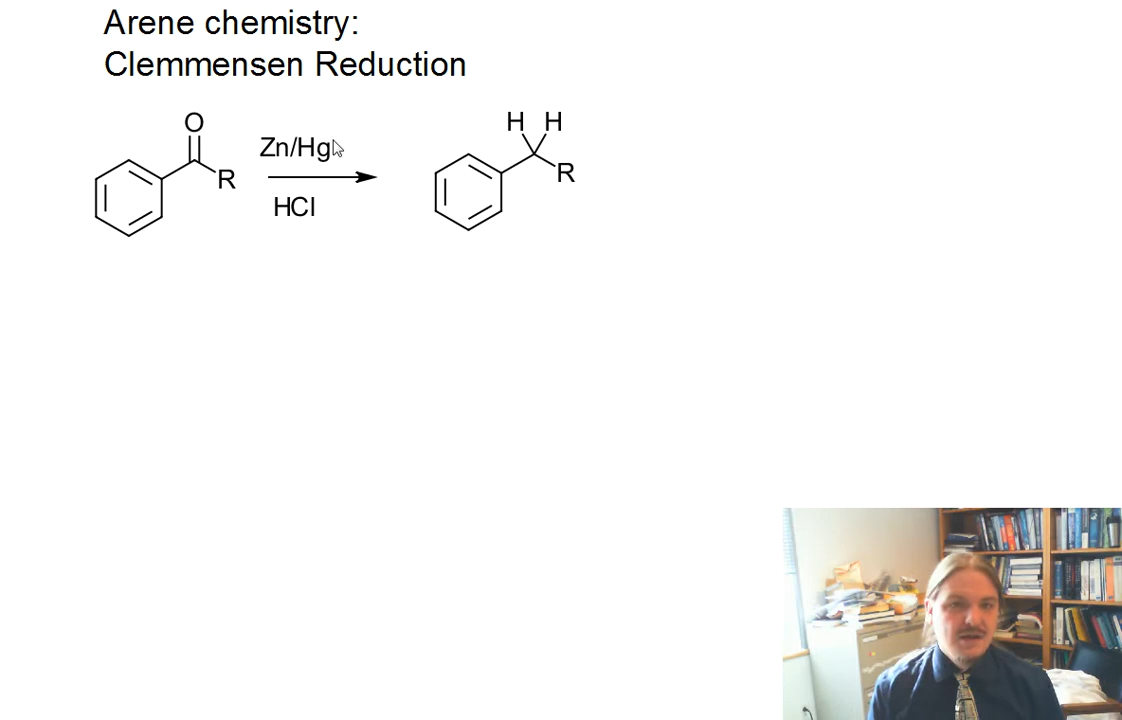 Arene chemistry:
Clemmensen Reduction
O
R
Zn/Hg
HCl
H H
R